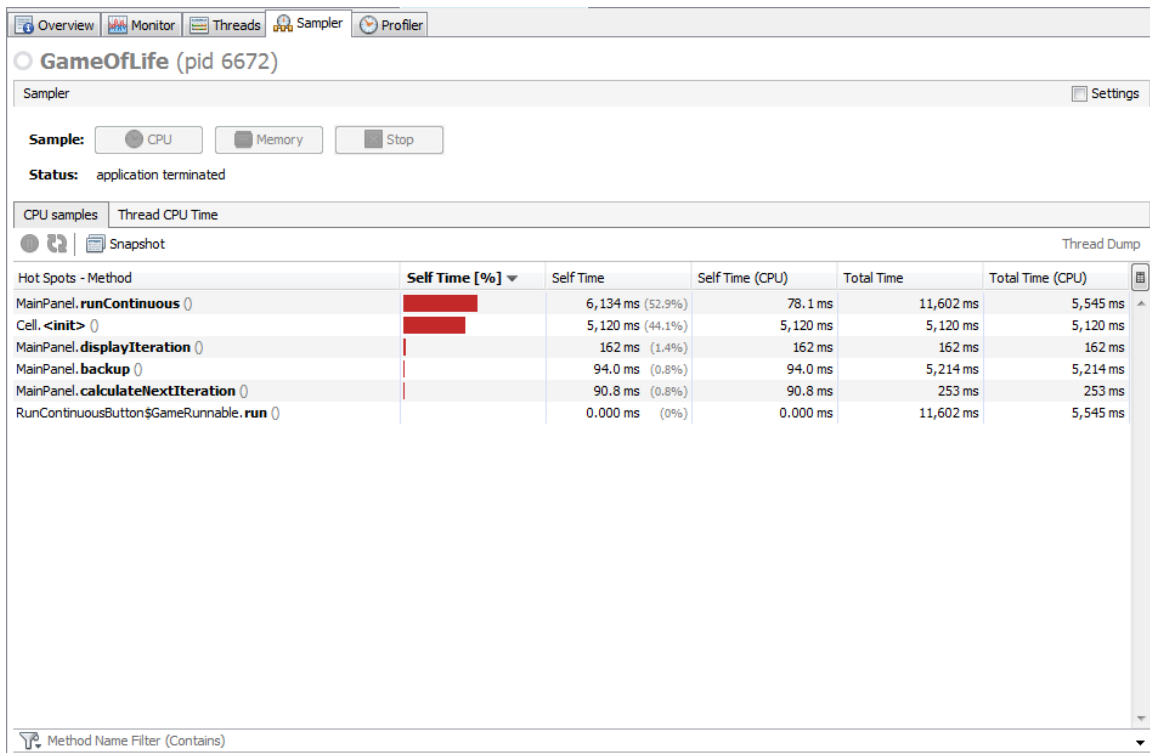 Overview Monitor Threads Sampler Profiler
GameOfLife (pid 6672)
Sampler Settings
Sample: CPU Memory Stop
Status: application terminated
CPU samples Thread CPU Time
Snapshot Thread Dump
Hot Spots - Method Self Time [%] Self Time Self Time (CPU) Total Time Total Time (CPU)
MainPanel.runContinuous () 6,134 ms (52.9%) 78.1 ms 11,602 ms 5,545 ms
Cell.<init> () 5,120 ms (44.1%) 5,120 ms 5,120 ms 5,120 ms
MainPanel.displayIteration () 162 ms (1.4%) 162 ms 162 ms 162 ms
MainPanel.backup () 94.0 ms (0.8%) 94.0 ms 5,214 ms 5,214 ms
MainPanel.calculateNextIteration () 90.8 ms (0.8%) 90.8 ms 253 ms 253 ms
RunContinuousButton$GameRunnable.run () 0.000 ms (0%) 0.000 ms 11,602 ms 5,545 ms
Method Name Filter (Contains)